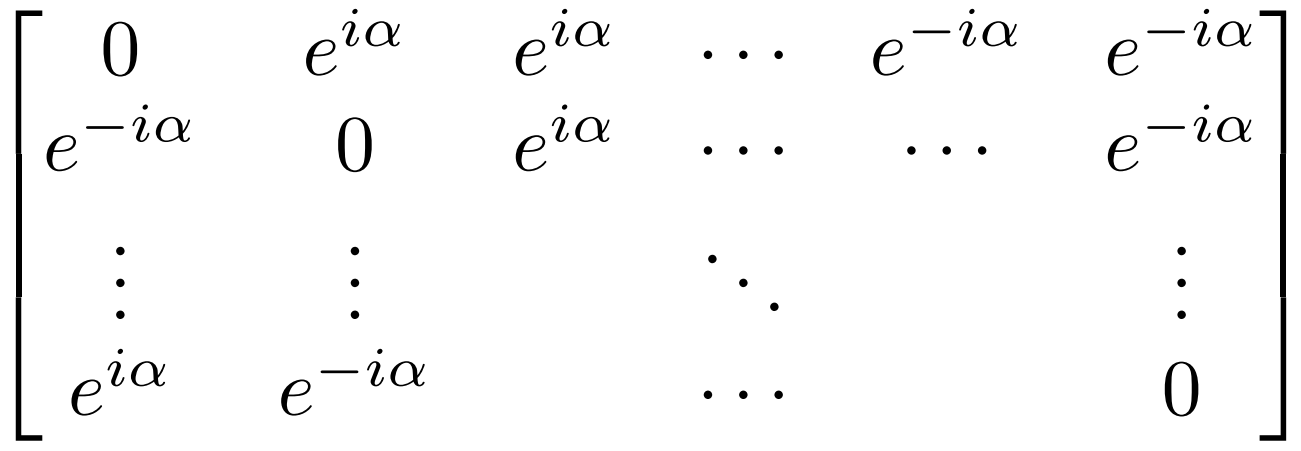 0 e^{iα} e^{iα} ⋯ e^{−iα} e^{−iα}
e^{−iα} 0 e^{iα} ⋯ ⋯ e^{−iα}
⋮ ⋮ ⋱ ⋮
e^{iα} e^{−iα} ⋯ 0